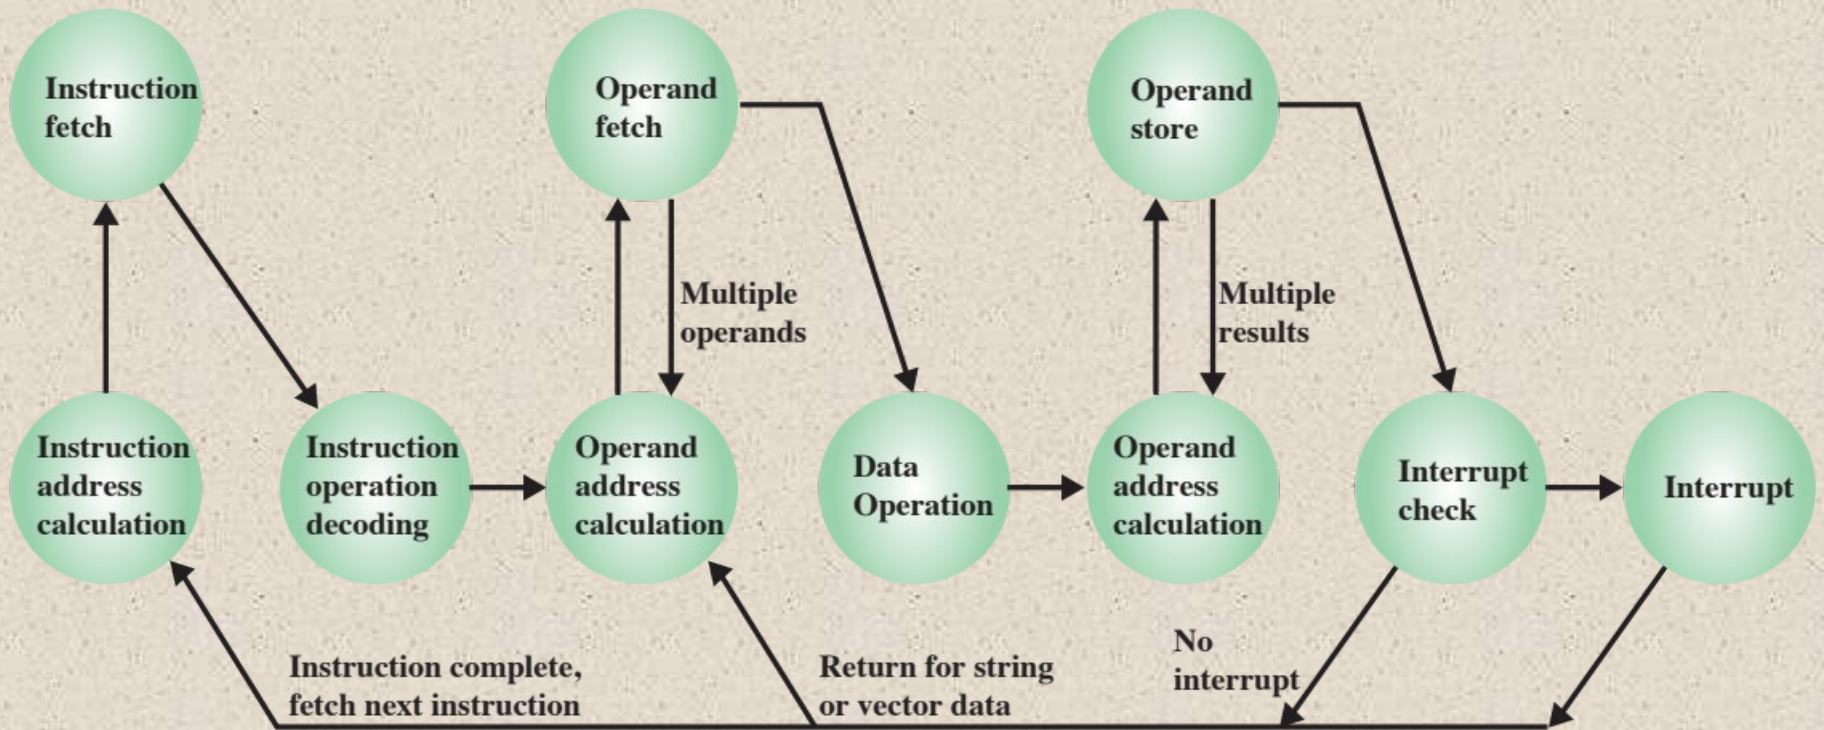 Instruction
fetch
Operand
fetch
Operand
store
Multiple
operands
Multiple
results
Instruction
address
calculation
Instruction
operation
decoding
Operand
address
calculation
Data
Operation
Operand
address
calculation
Interrupt
check
Interrupt
Instruction complete,
fetch next instruction
Return for string
or vector data
No
interrupt